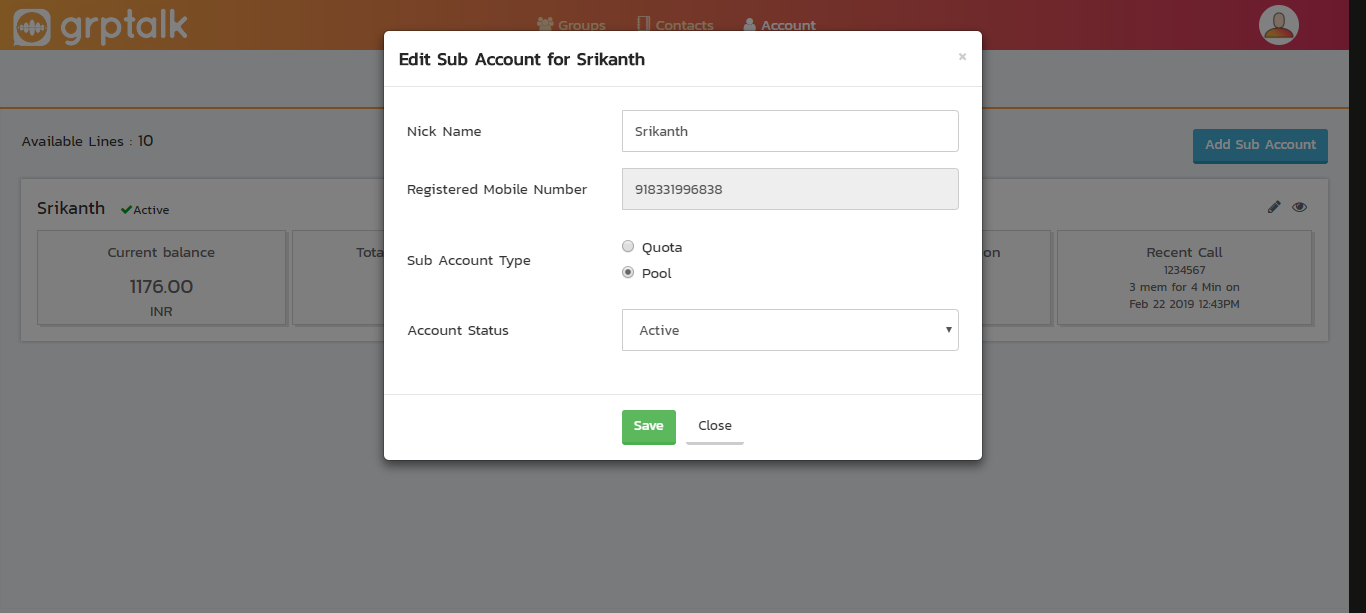 grptalk
Groups Contacts Account
Edit Sub Account for Srikanth ×
Available Lines : 10
Add Sub Account
Nick Name Srikanth
Registered Mobile Number 918331996838
Srikanth Active
Sub Account Type
Quota
Pool
Current balance
1176.00
INR
Tota
on
Recent Call
1234567
3 mem for 4 Min on
Feb 22 2019 12:43PM
Account Status Active
Save Close